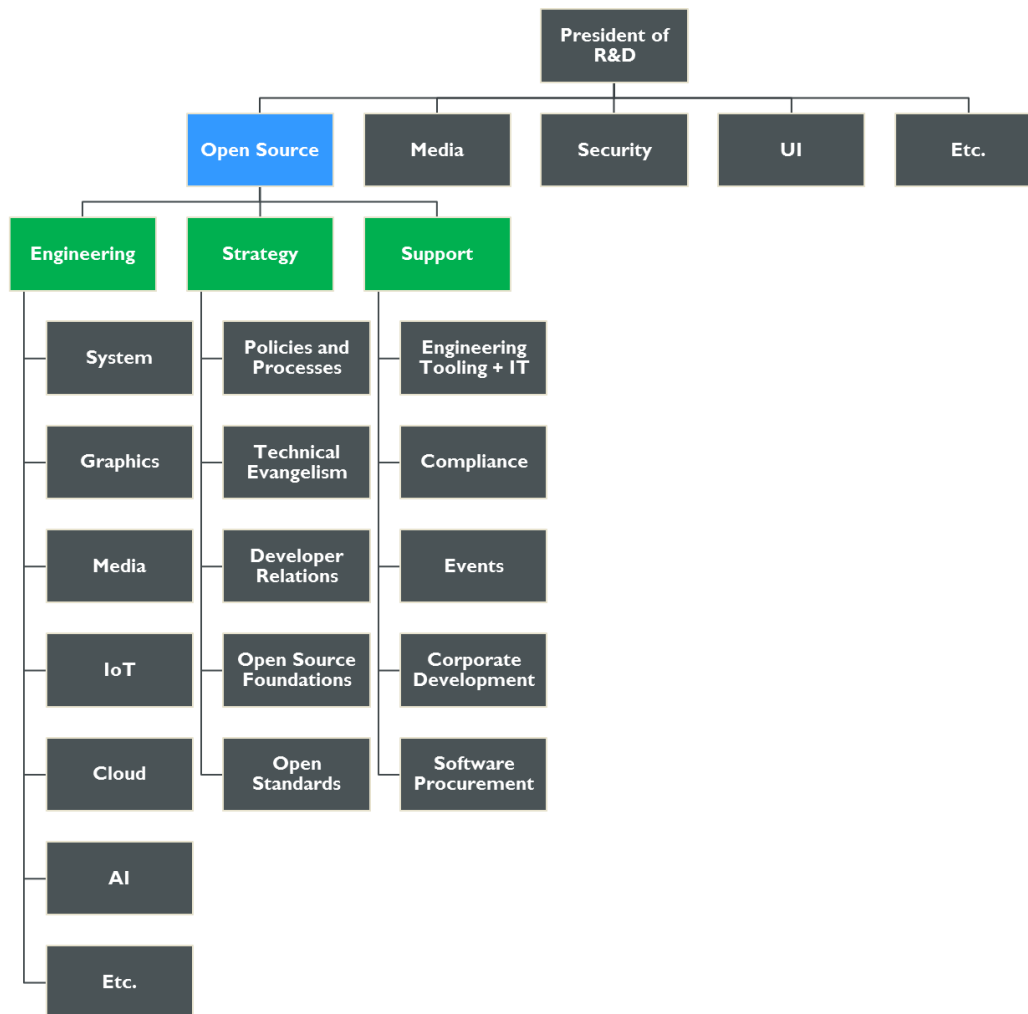 President of
R&D
Open Source
Media
Security
UI
Etc.
Engineering
Strategy
Support
System
Graphics
Media
IoT
Cloud
AI
Etc.
Policies and
Processes
Technical
Evangelism
Developer
Relations
Open Source
Foundations
Open
Standards
Engineering
Tooling + IT
Compliance
Events
Corporate
Development
Software
Procurement